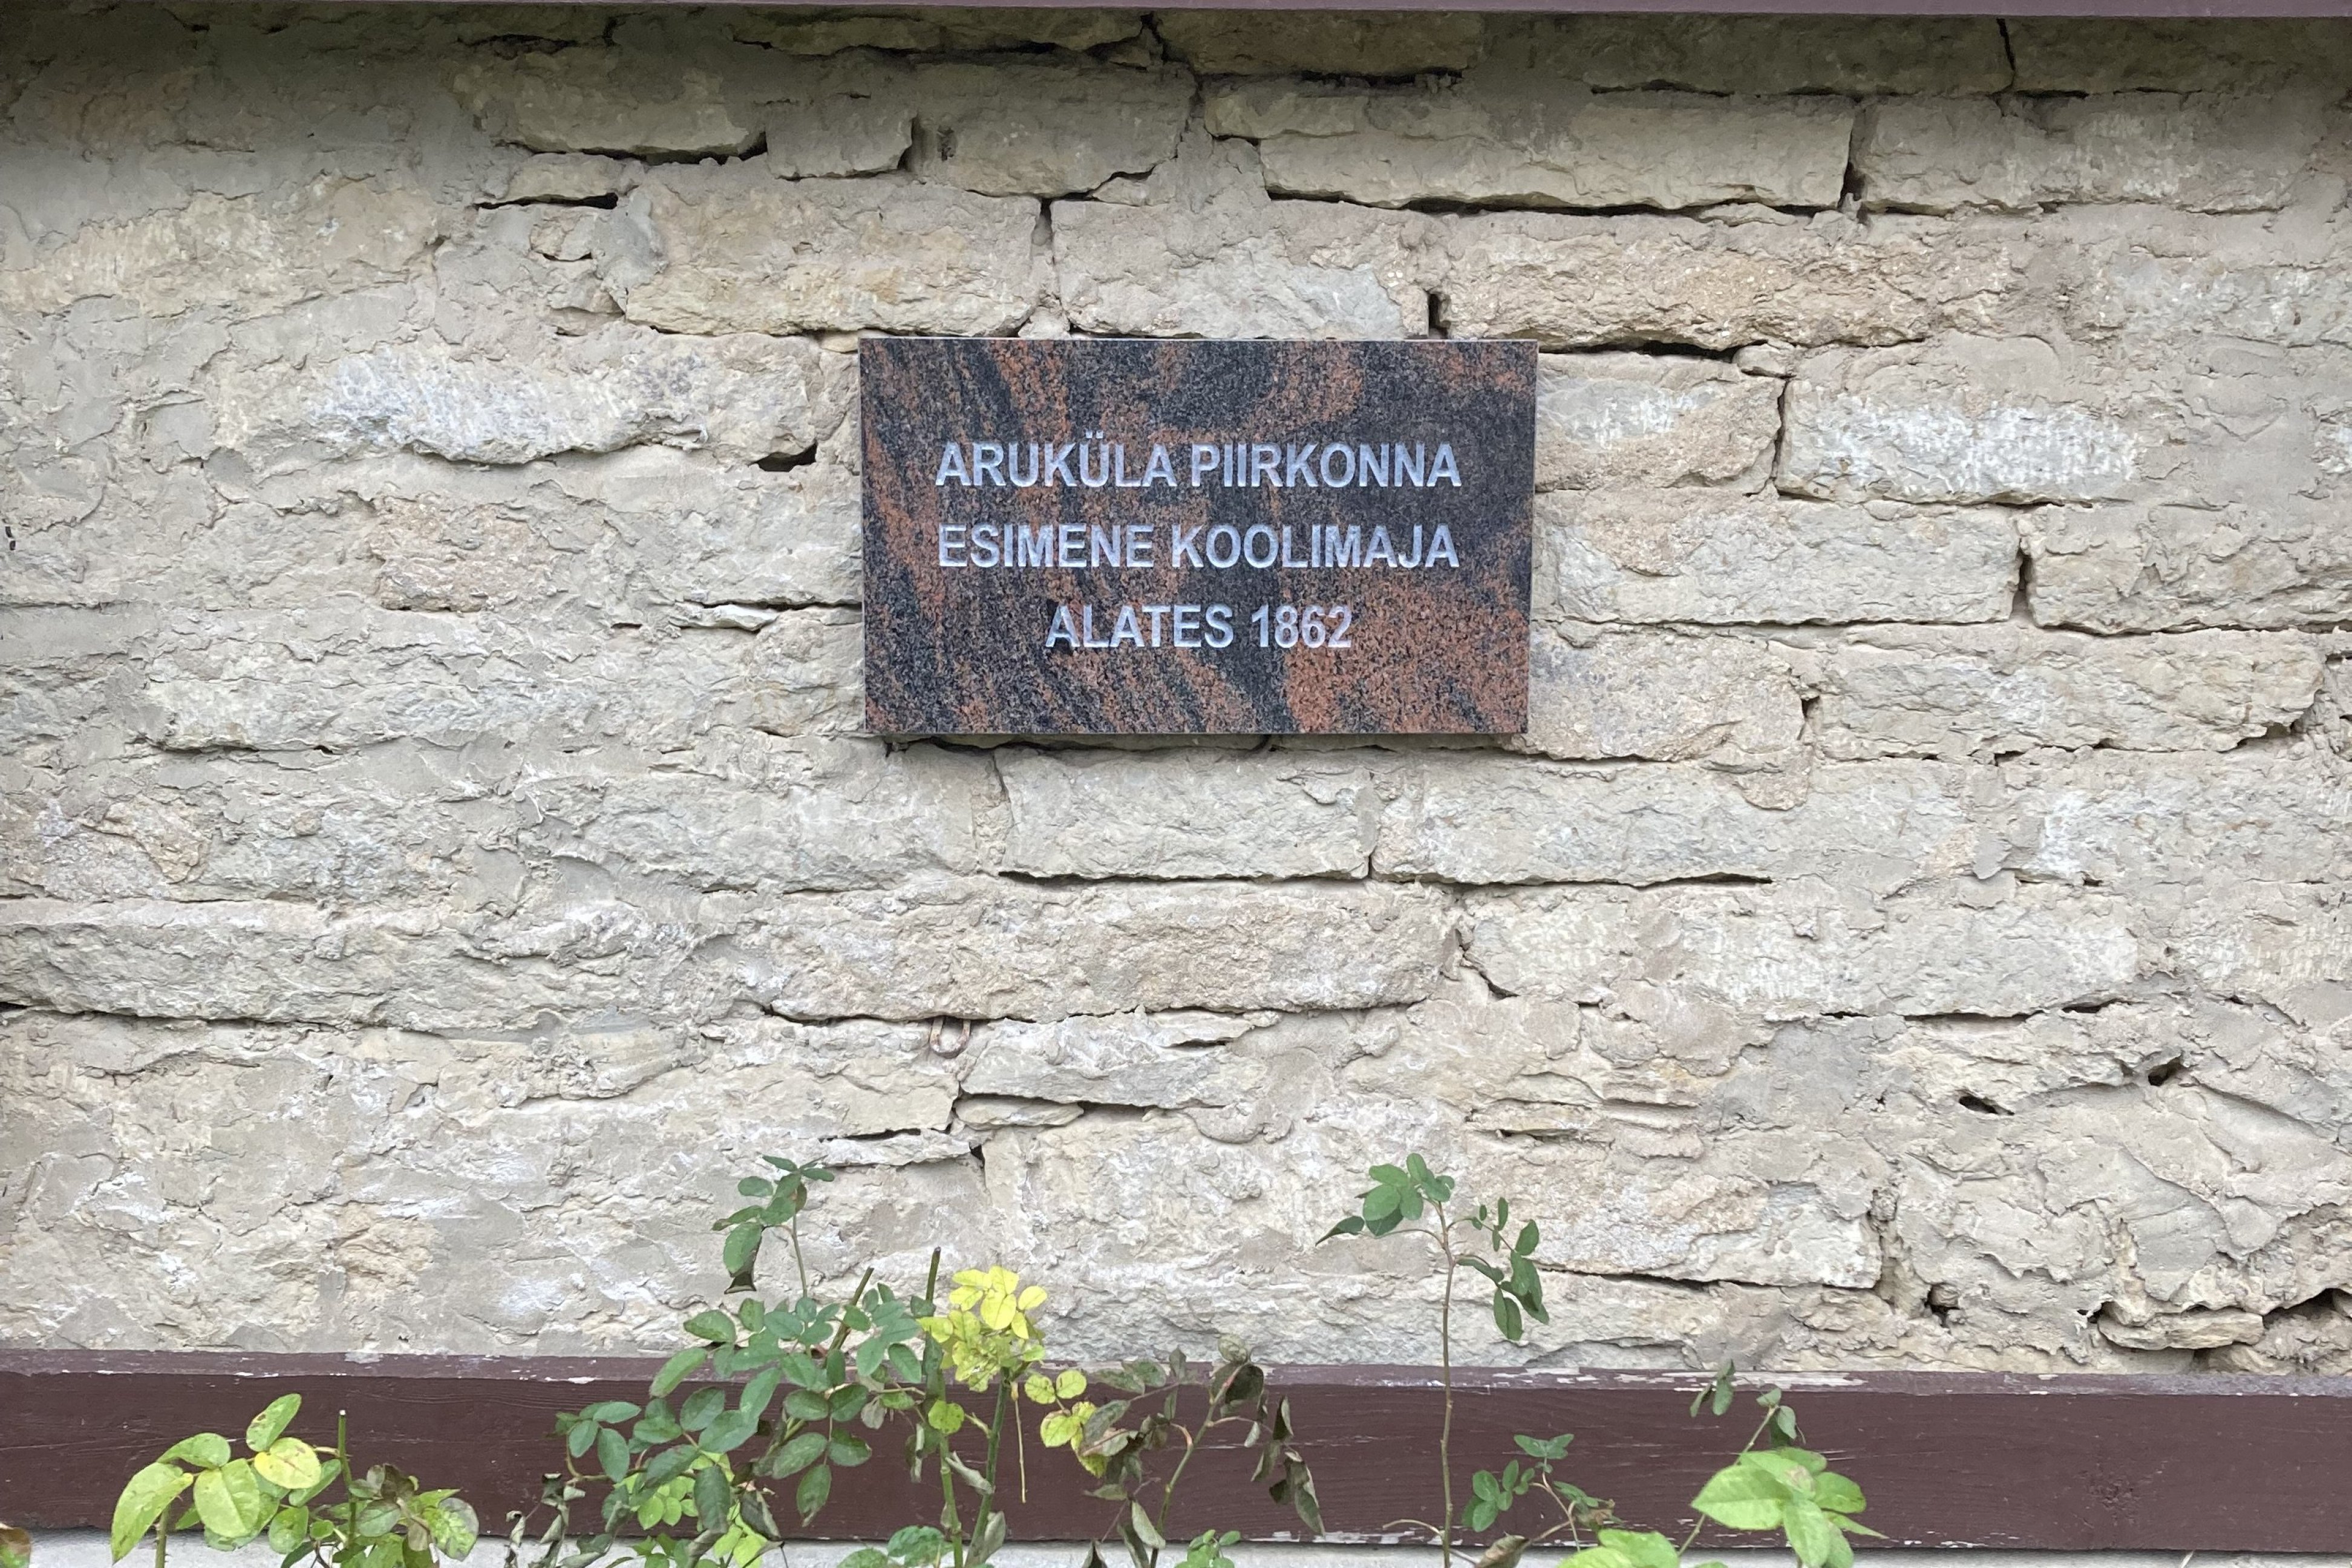 ARUKÜLA PIIRKONNA
ESIMENE KOOLIMAJA
ALATES 1862